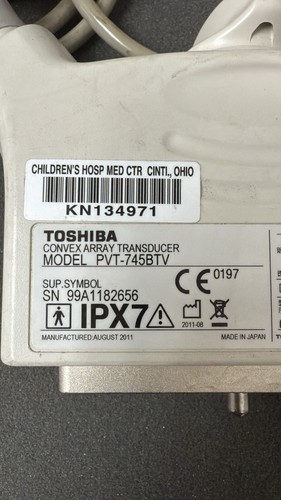 CHILDREN'S HOSP MED CTR CINTI., OHIO
KN134971
TOSHIBA
CONVEX ARRAY TRANSDUCER
MODEL PVT-745BTV
SUP.SYMBOL
SN 99A1182656
CE 0197
IPX7
2011-08
MANUFACTURED:AUGUST 2011
MADE IN JAPAN